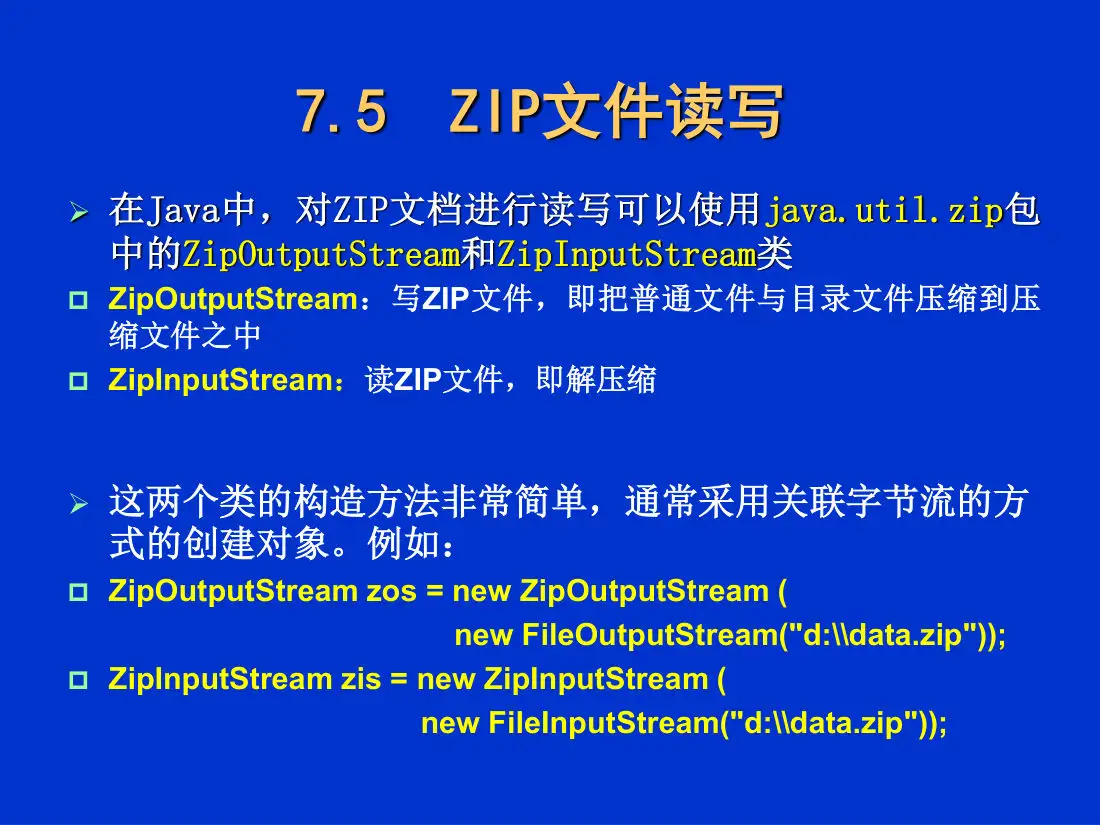 7.5 ZIP文件读写
在Java中，对ZIP文档进行读写可以使用java.util.zip包
中的ZipOutputStream和ZipInputStream类
ZipOutputStream：写ZIP文件，即把普通文件与目录文件压缩到压
缩文件之中
ZipInputStream：读ZIP文件，即解压缩
这两个类的构造方法非常简单，通常采用关联字节流的方
式的创建对象。例如：
ZipOutputStream zos = new ZipOutputStream (
new FileOutputStream("d:\\data.zip"));
ZipInputStream zis = new ZipInputStream (
new FileInputStream("d:\\data.zip"));